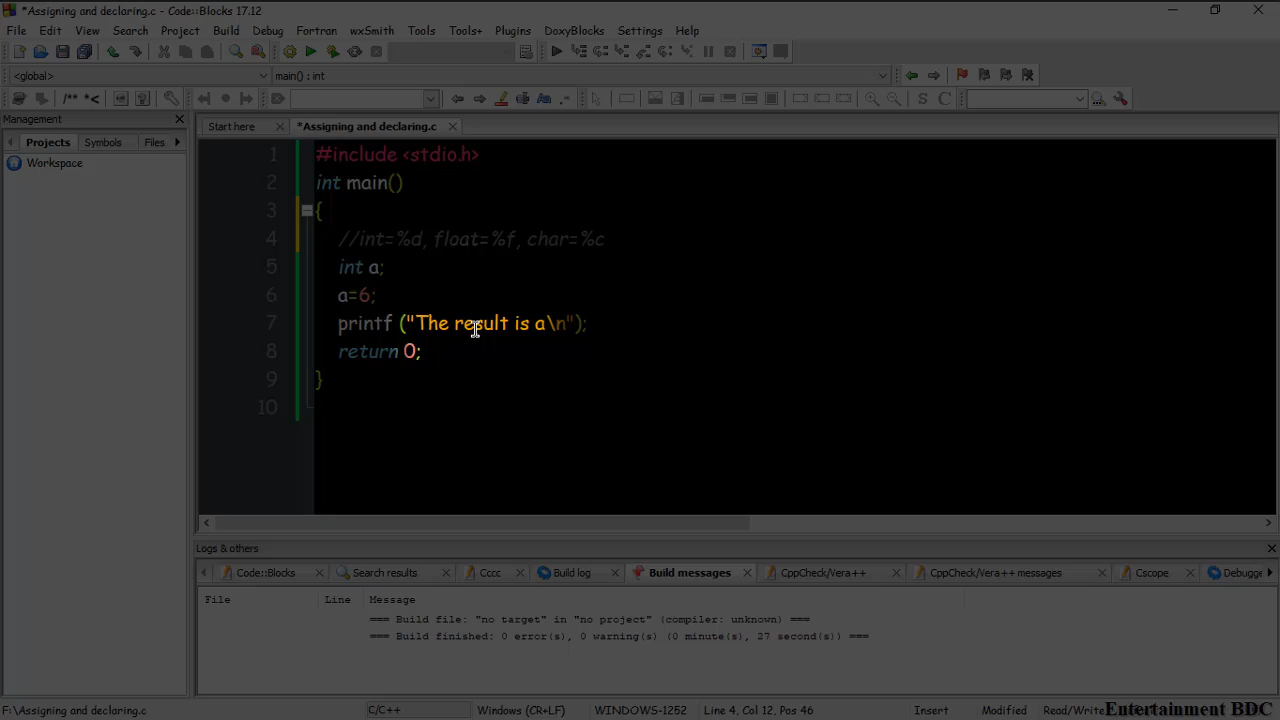 *Assigning and declaring.c - Code::Blocks 17.12
File Edit View Search Project Build Debug Fortran wxSmith Tools Tools+ Plugins DoxyBlocks Settings Help
<global> main() : int
/** *<
S C
Management
Start here *Assigning and declaring.c
Projects Symbols Files
Workspace
1 #include <stdio.h>
2 int main()
3 {
4 //int=%d, float=%f, char=%c
5 int a;
6 a=6;
7 printf ("The result is a\n");
8 return 0;
9 }
10
Logs & others
Code::Blocks Search results Cccc Build log Build messages CppCheck/Vera++ CppCheck/Vera++ messages Cscope Debugge
File Line Message
=== Build file: "no target" in "no project" (compiler: unknown) ===
=== Build finished: 0 error(s), 0 warning(s) (0 minute(s), 27 second(s)) ===
F:\Assigning and declaring.c C/C++ Windows (CR+LF) WINDOWS-1252 Line 4, Col 12, Pos 46 Insert Modified Read/Write
Entertainment BDC